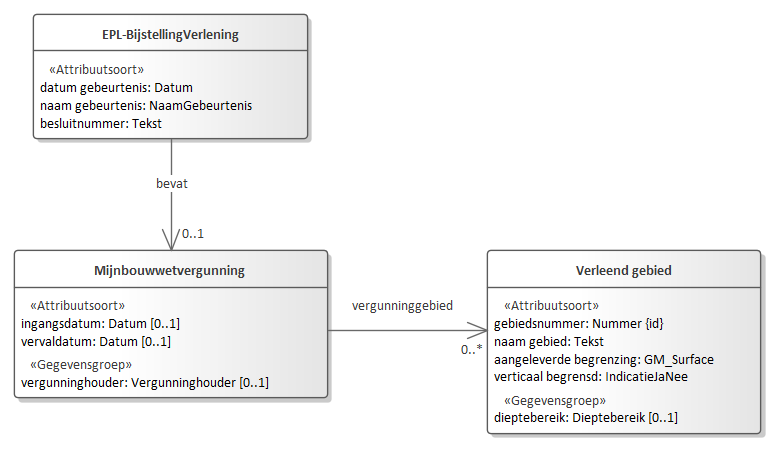 EPL-BijstellingVerlening
«Attribuutsoort»
datum gebeurtenis: Datum
naam gebeurtenis: NaamGebeurtenis
besluitnummer: Tekst
bevat
0..1
Mijnbouwwetvergunning
«Attribuutsoort»
ingangsdatum: Datum [0..1]
vervaldatum: Datum [0..1]
«Gegevensgroep»
vergunninghouder: Vergunninghouder [0..1]
vergunninggebied
0..*
Verleend gebied
«Attribuutsoort»
gebiedsnummer: Nummer {id}
naam gebied: Tekst
aangeleverde begrenzing: GM_Surface
verticaal begrensd: IndicatieJaNee
«Gegevensgroep»
dieptebereik: Dieptebereik [0..1]